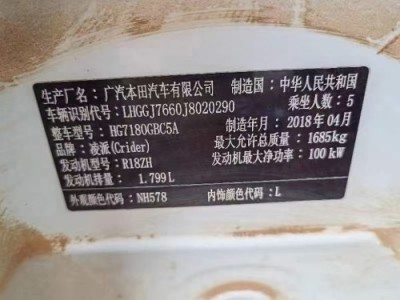 生产厂名：广汽本田汽车有限公司 制造国：中华人民共和国
车辆识别代号：LHGGJ7660J8020290 乘坐人数：5
整车型号：HG7180GBC5A 制造年月：2018年04月
品牌：凌派(Crider) 最大允许总质量：1685kg
发动机型号：R18ZH 发动机最大净功率：100kW
发动机排量：1.799L
外观颜色代码：NH578 内饰颜色代码：L